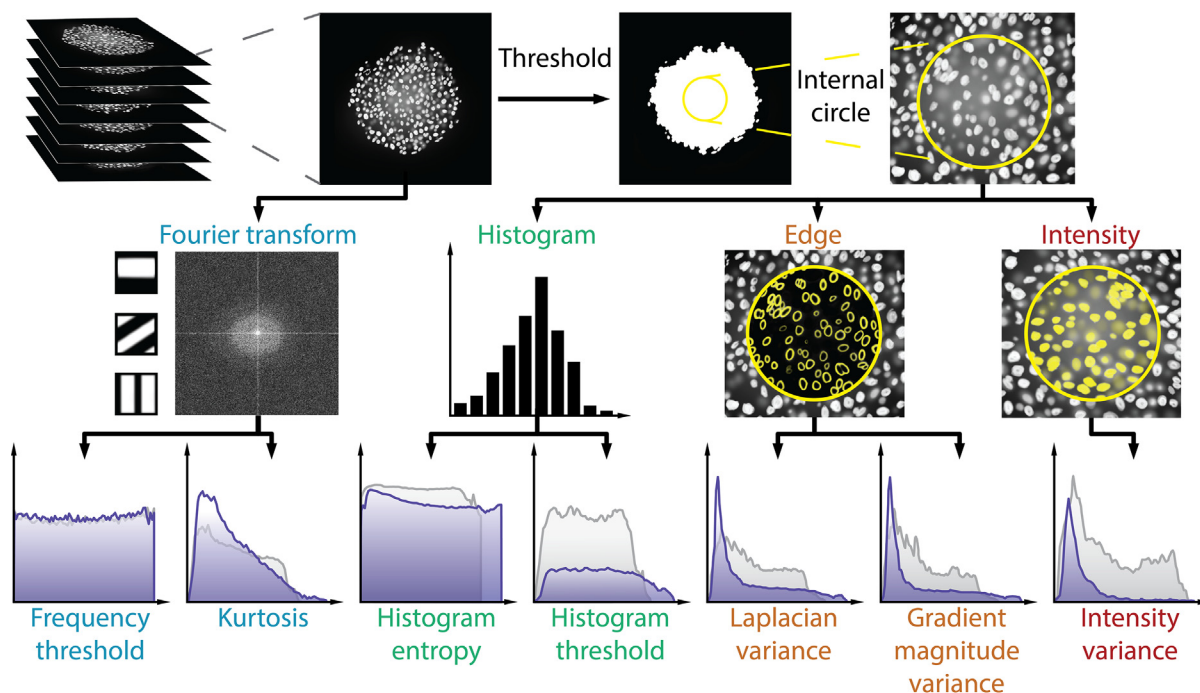 Threshold
Internal
circle
Fourier transform
Histogram
Edge
Intensity
Frequency
threshold
Kurtosis
Histogram
entropy
Histogram
threshold
Laplacian
variance
Gradient
magnitude
variance
Intensity
variance